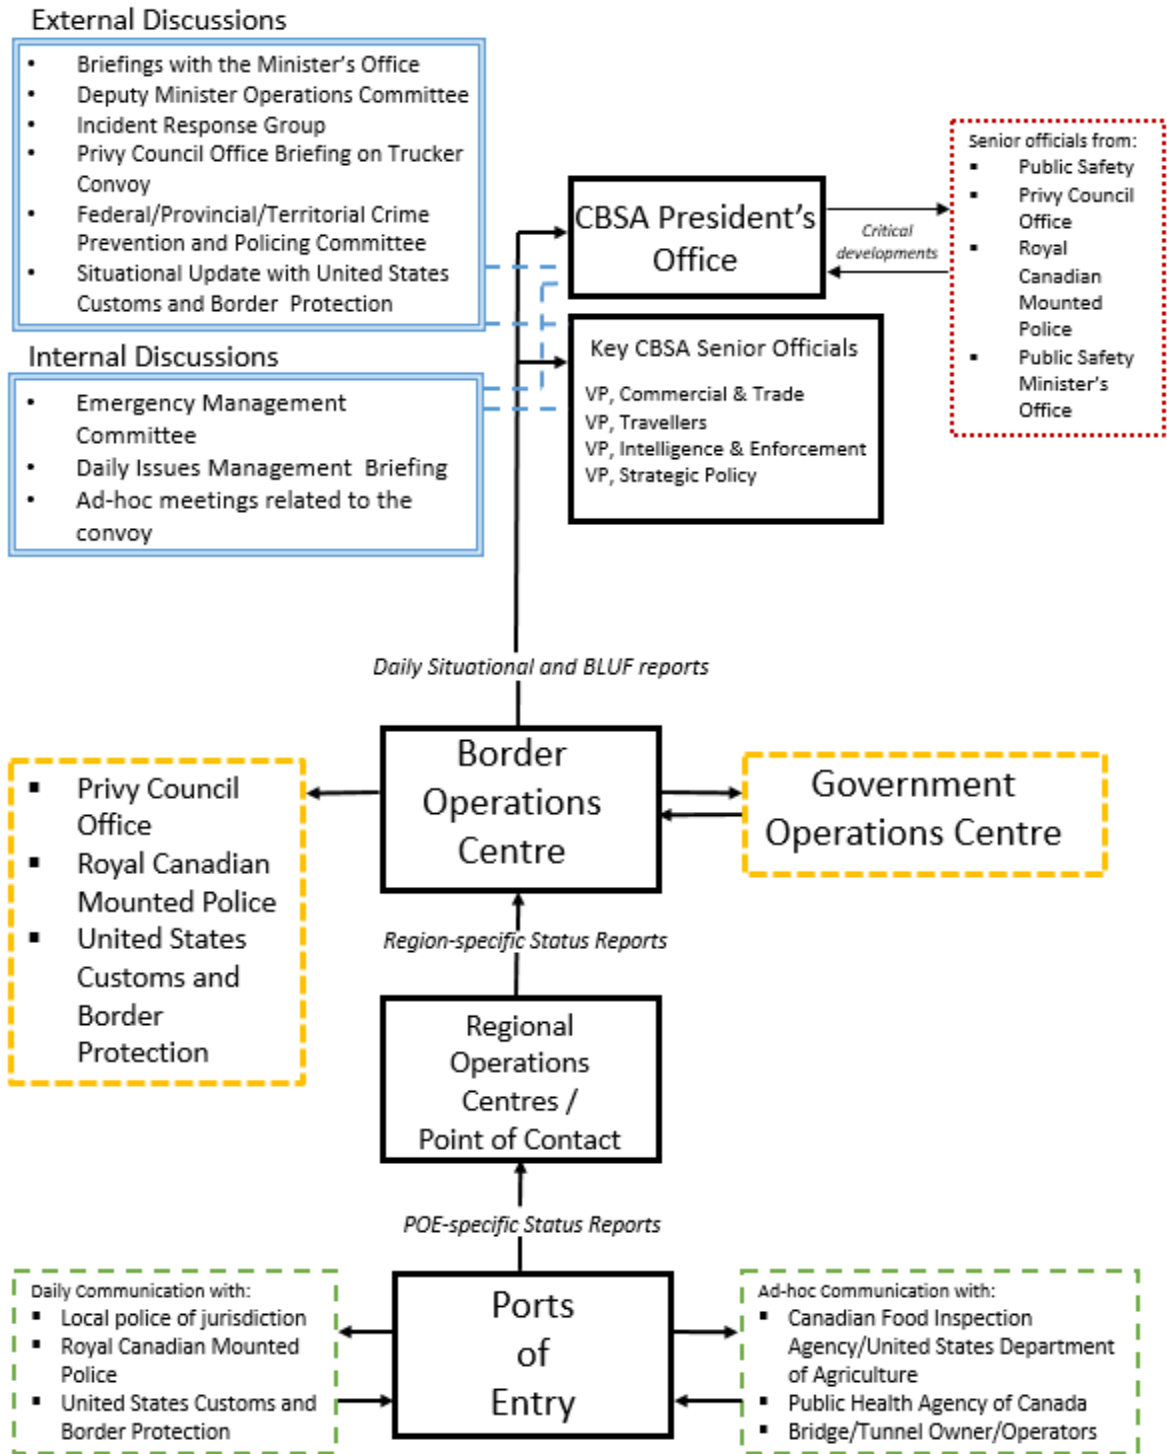 External Discussions
• Briefings with the Minister's Office
• Deputy Minister Operations Committee
• Incident Response Group
• Privy Council Office Briefing on Trucker
Convoy
• Federal/Provincial/Territorial Crime
Prevention and Policing Committee
• Situational Update with United States
Customs and Border Protection
Internal Discussions
• Emergency Management
Committee
• Daily Issues Management Briefing
• Ad-hoc meetings related to the
convoy
CBSA President's
Office
Critical
developments
Senior officials from:
▪ Public Safety
▪ Privy Council
Office
▪ Royal
Canadian
Mounted
Police
▪ Public Safety
Minister's
Office
Key CBSA Senior Officials
VP, Commercial & Trade
VP, Travellers
VP, Intelligence & Enforcement
VP, Strategic Policy
Daily Situational and BLUF reports
▪ Privy Council
Office
▪ Royal Canadian
Mounted Police
▪ United States
Customs and
Border
Protection
Border
Operations
Centre
Government
Operations Centre
Region-specific Status Reports
Regional
Operations
Centres /
Point of Contact
POE-specific Status Reports
Daily Communication with:
▪ Local police of jurisdiction
▪ Royal Canadian Mounted
Police
▪ United States Customs and
Border Protection
Ports
of
Entry
Ad-hoc Communication with:
▪ Canadian Food Inspection
Agency/United States Department
of Agriculture
▪ Public Health Agency of Canada
▪ Bridge/Tunnel Owner/Operators